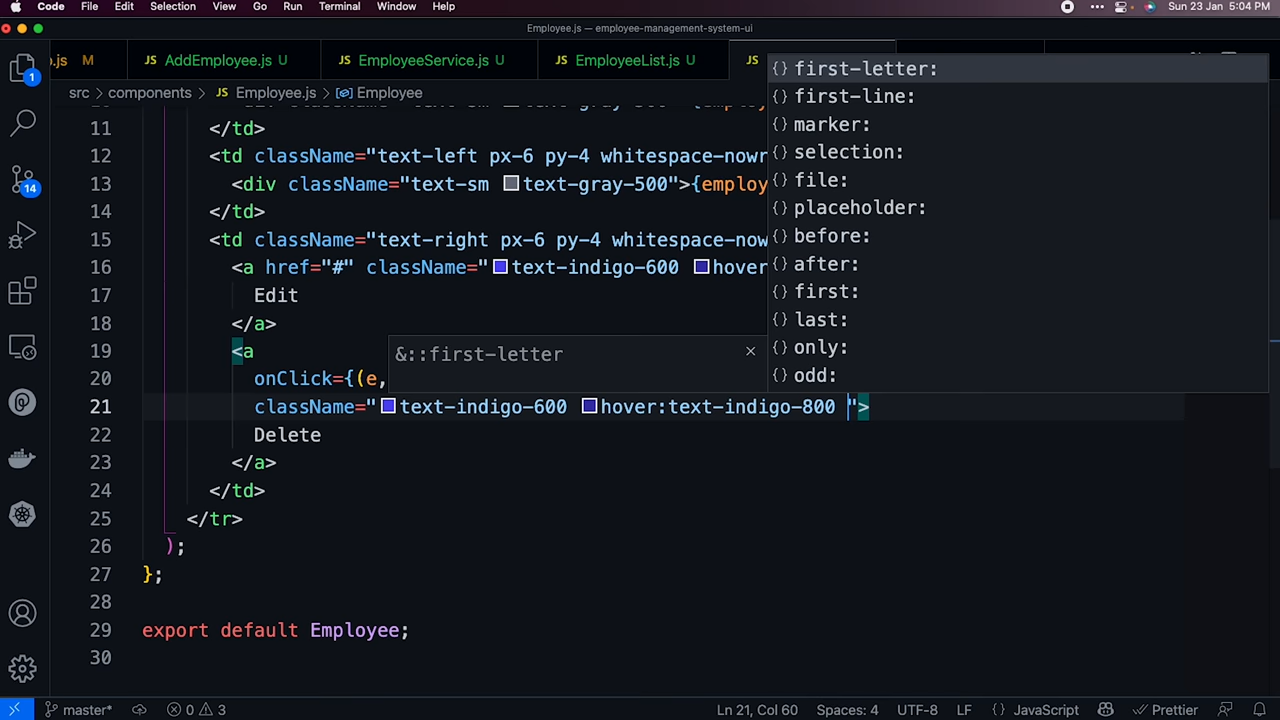 Code File Edit Selection View Go Run Terminal Window Help Sun 23 Jan 5:04 PM
Employee.js — employee-management-system-ui
.js M JS AddEmployee.js U JS EmployeeService.js U JS EmployeeList.js U JS
src > components > JS Employee.js > Employee
11 </td>
12 <td className="text-left px-6 py-4 whitespace-nowr
13 <div className="text-sm text-gray-500">{employ
14 </td>
15 <td className="text-right px-6 py-4 whitespace-now
16 <a href="#" className="text-indigo-600 hover
17 Edit
18 </a>
19 <a
20 onClick={(e,
21 className="text-indigo-600 hover:text-indigo-800 ">
22 Delete
23 </a>
24 </td>
25 </tr>
26 );
27 };
28
29 export default Employee;
30
{} first-letter:
{} first-line:
{} marker:
{} selection:
{} file:
{} placeholder:
{} before:
{} after:
{} first:
{} last:
{} only:
{} odd:
&::first-letter ×
1
14
master* 0 3 Ln 21, Col 60 Spaces: 4 UTF-8 LF {} JavaScript Prettier